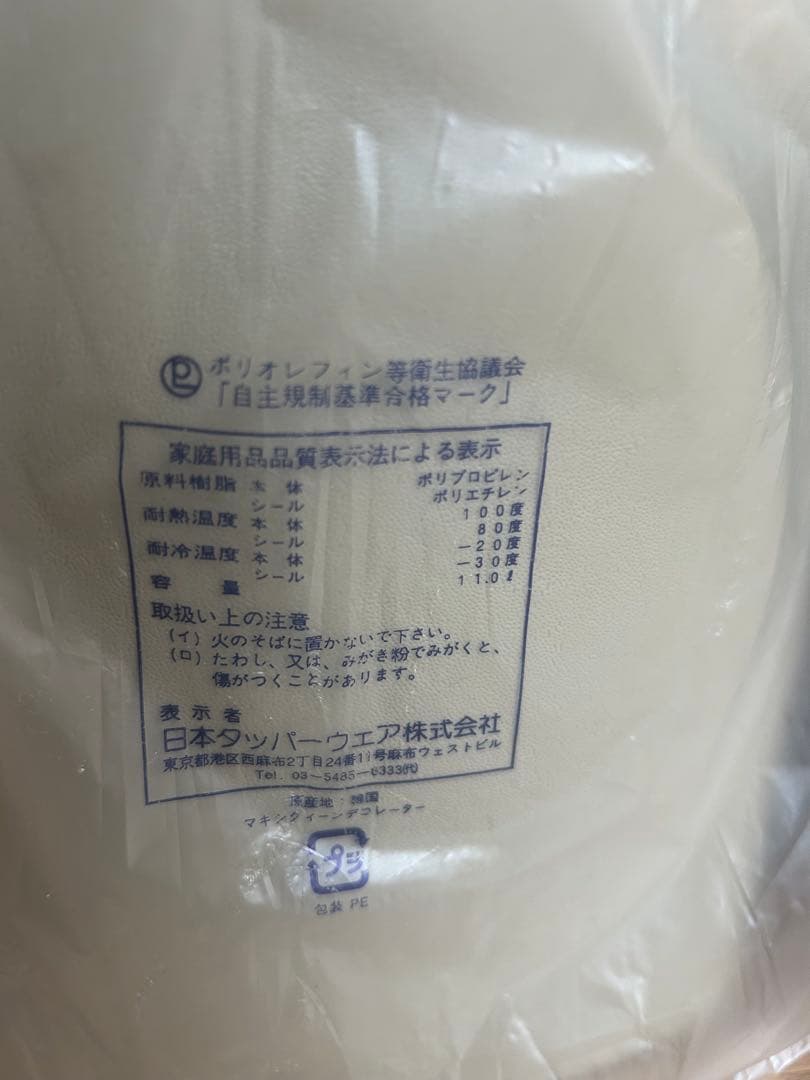 ポリオレフィン等衛生協議会
「自主規制基準合格マーク」
家庭用品品質表示法による表示
原料樹脂 本体 ポリプロピレン
シール ポリエチレン
耐熱温度 本体 100度
シール 80度
耐冷温度 本体 -20度
シール -30度
容量 11.0ℓ
取扱い上の注意
(イ) 火のそばに置かないで下さい。
(ロ) たわし、又は、みがき粉でみがくと、
傷がつくことがあります。
表示者
日本タッパーウエア株式会社
東京都港区西麻布2丁目24番11号麻布ウェストビル
Tel. 03-5485-6333代
原産地:韓国
マキシクィーンデコレーター
プラ
包装 PE